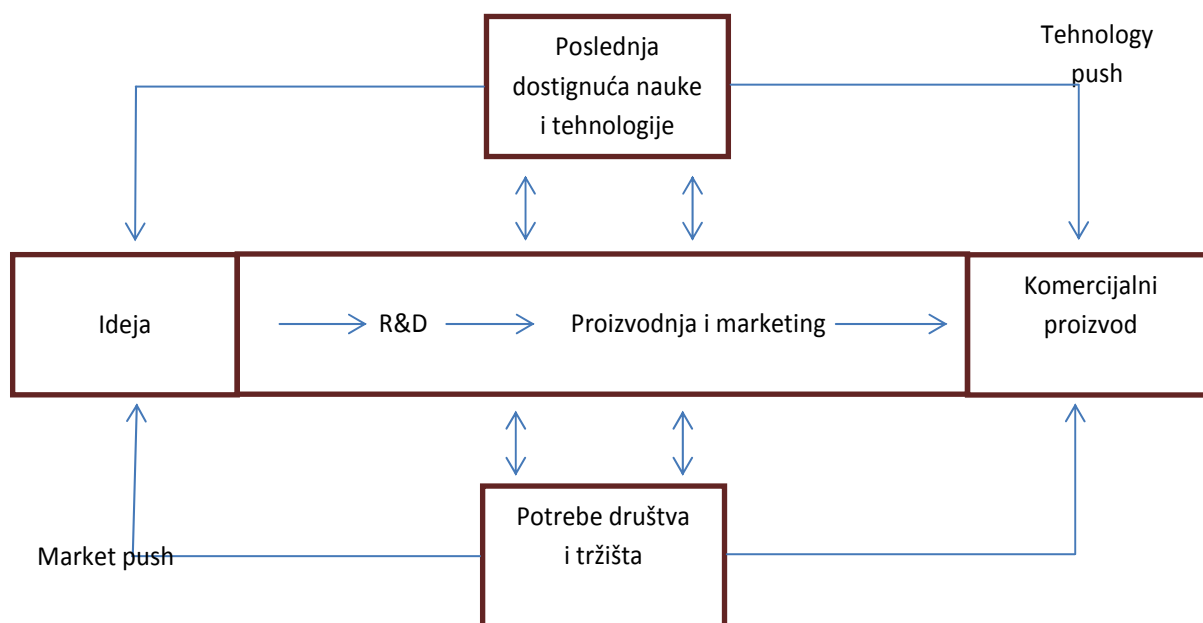 Poslednja
dostignuća nauke
i tehnologije
Tehnology
push
Ideja
R&D
Proizvodnja i marketing
Komercijalni
proizvod
Market push
Potrebe društva
i tržišta